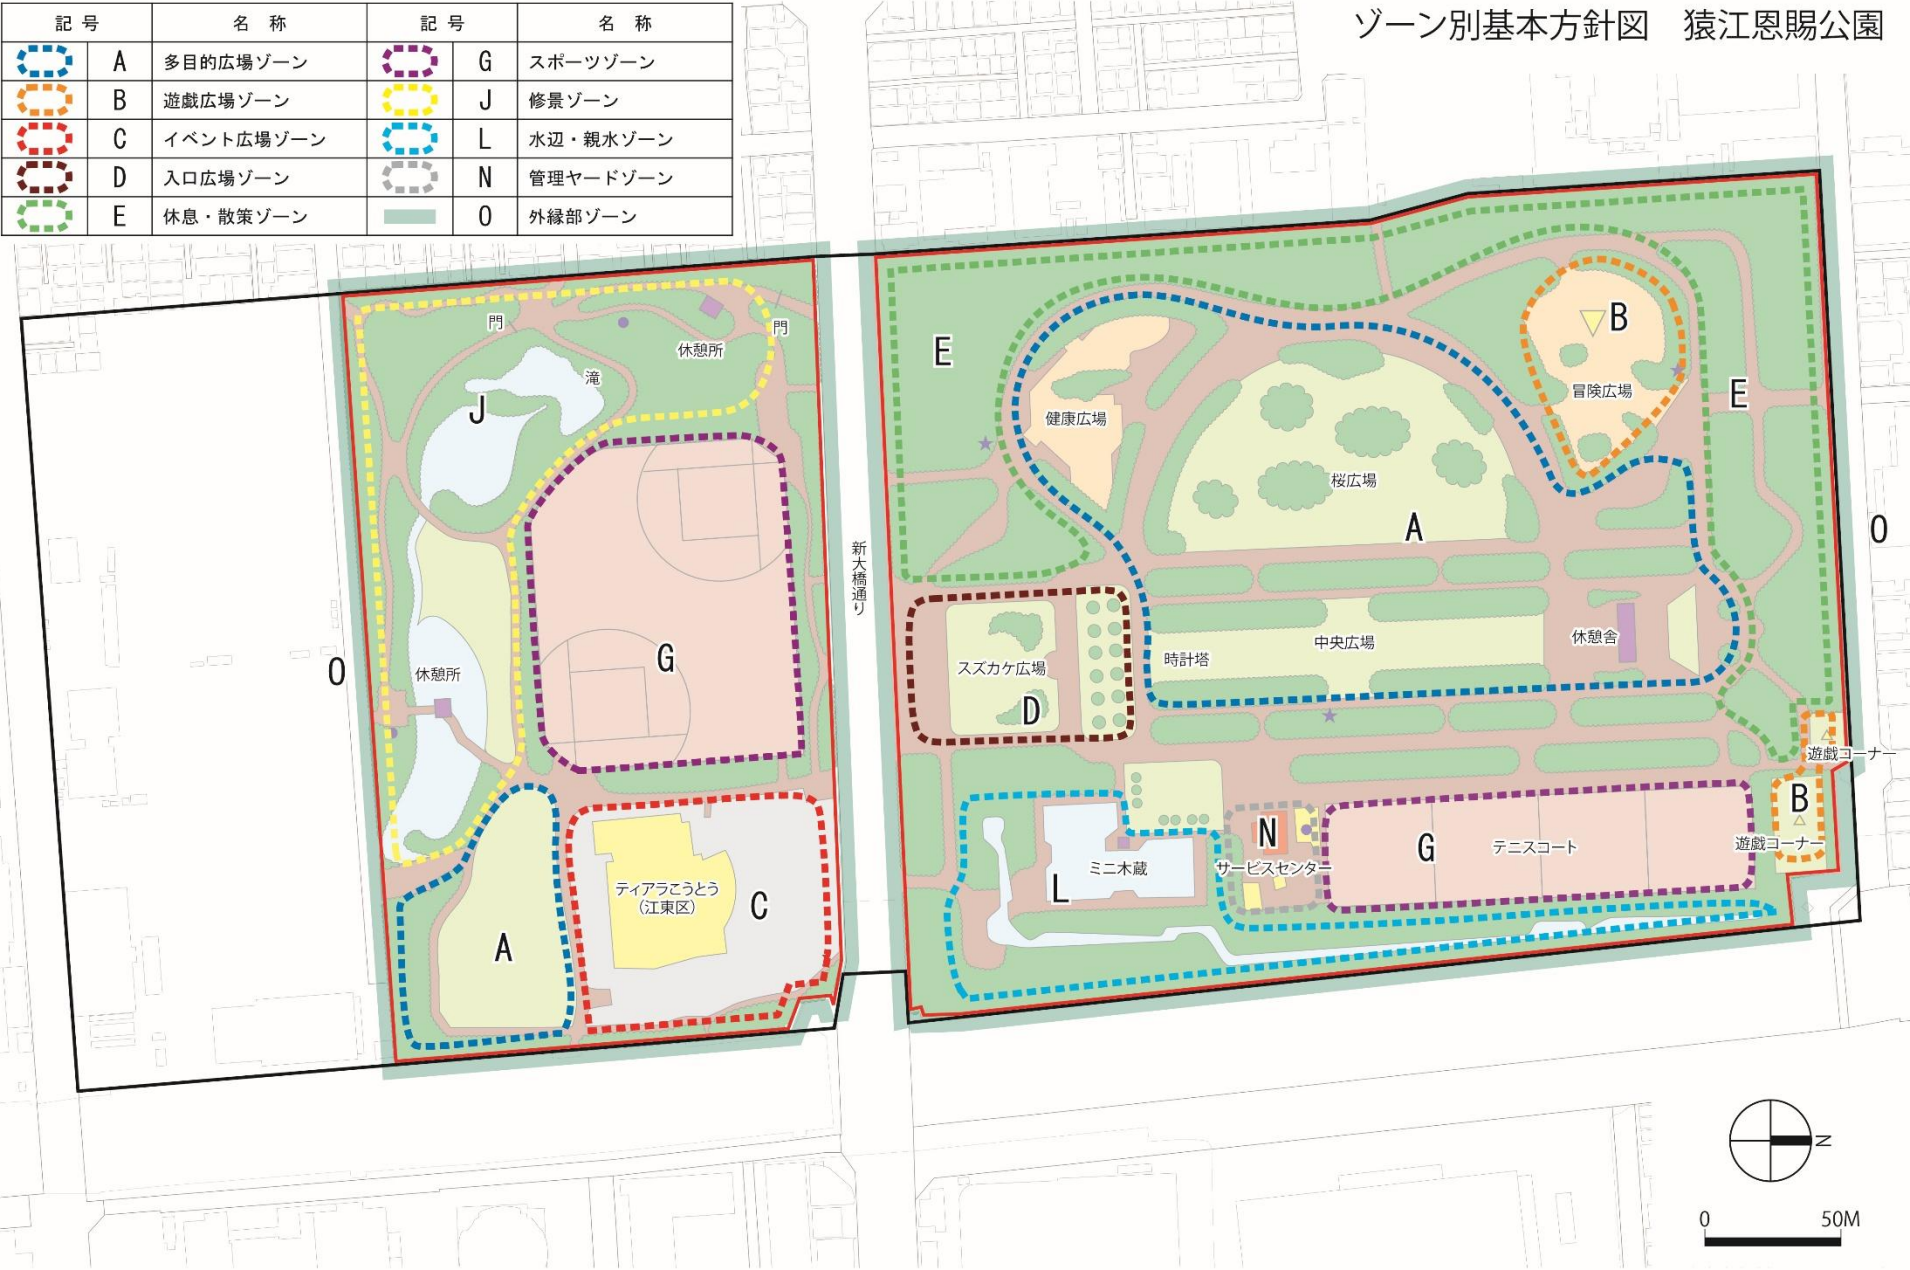 ゾーン別基本方針図　猿江恩賜公園
記 号 名 称 記 号 名 称
A 多目的広場ゾーン G スポーツゾーン
B 遊戯広場ゾーン J 修景ゾーン
C イベント広場ゾーン L 水辺・親水ゾーン
D 入口広場ゾーン N 管理ヤードゾーン
E 休息・散策ゾーン O 外縁部ゾーン
門
休憩所
門
滝
J
G
O
休憩所
A
ティアラこうとう
（江東区）
C
新大橋通り
E
健康広場
桜広場
A
B
冒険広場
E
O
スズカケ広場
D
時計塔
中央広場
休憩舎
遊戯コーナー
B
遊戯コーナー
L
ミニ木蔵
N
サービスセンター
G
テニスコート
N
0 50M